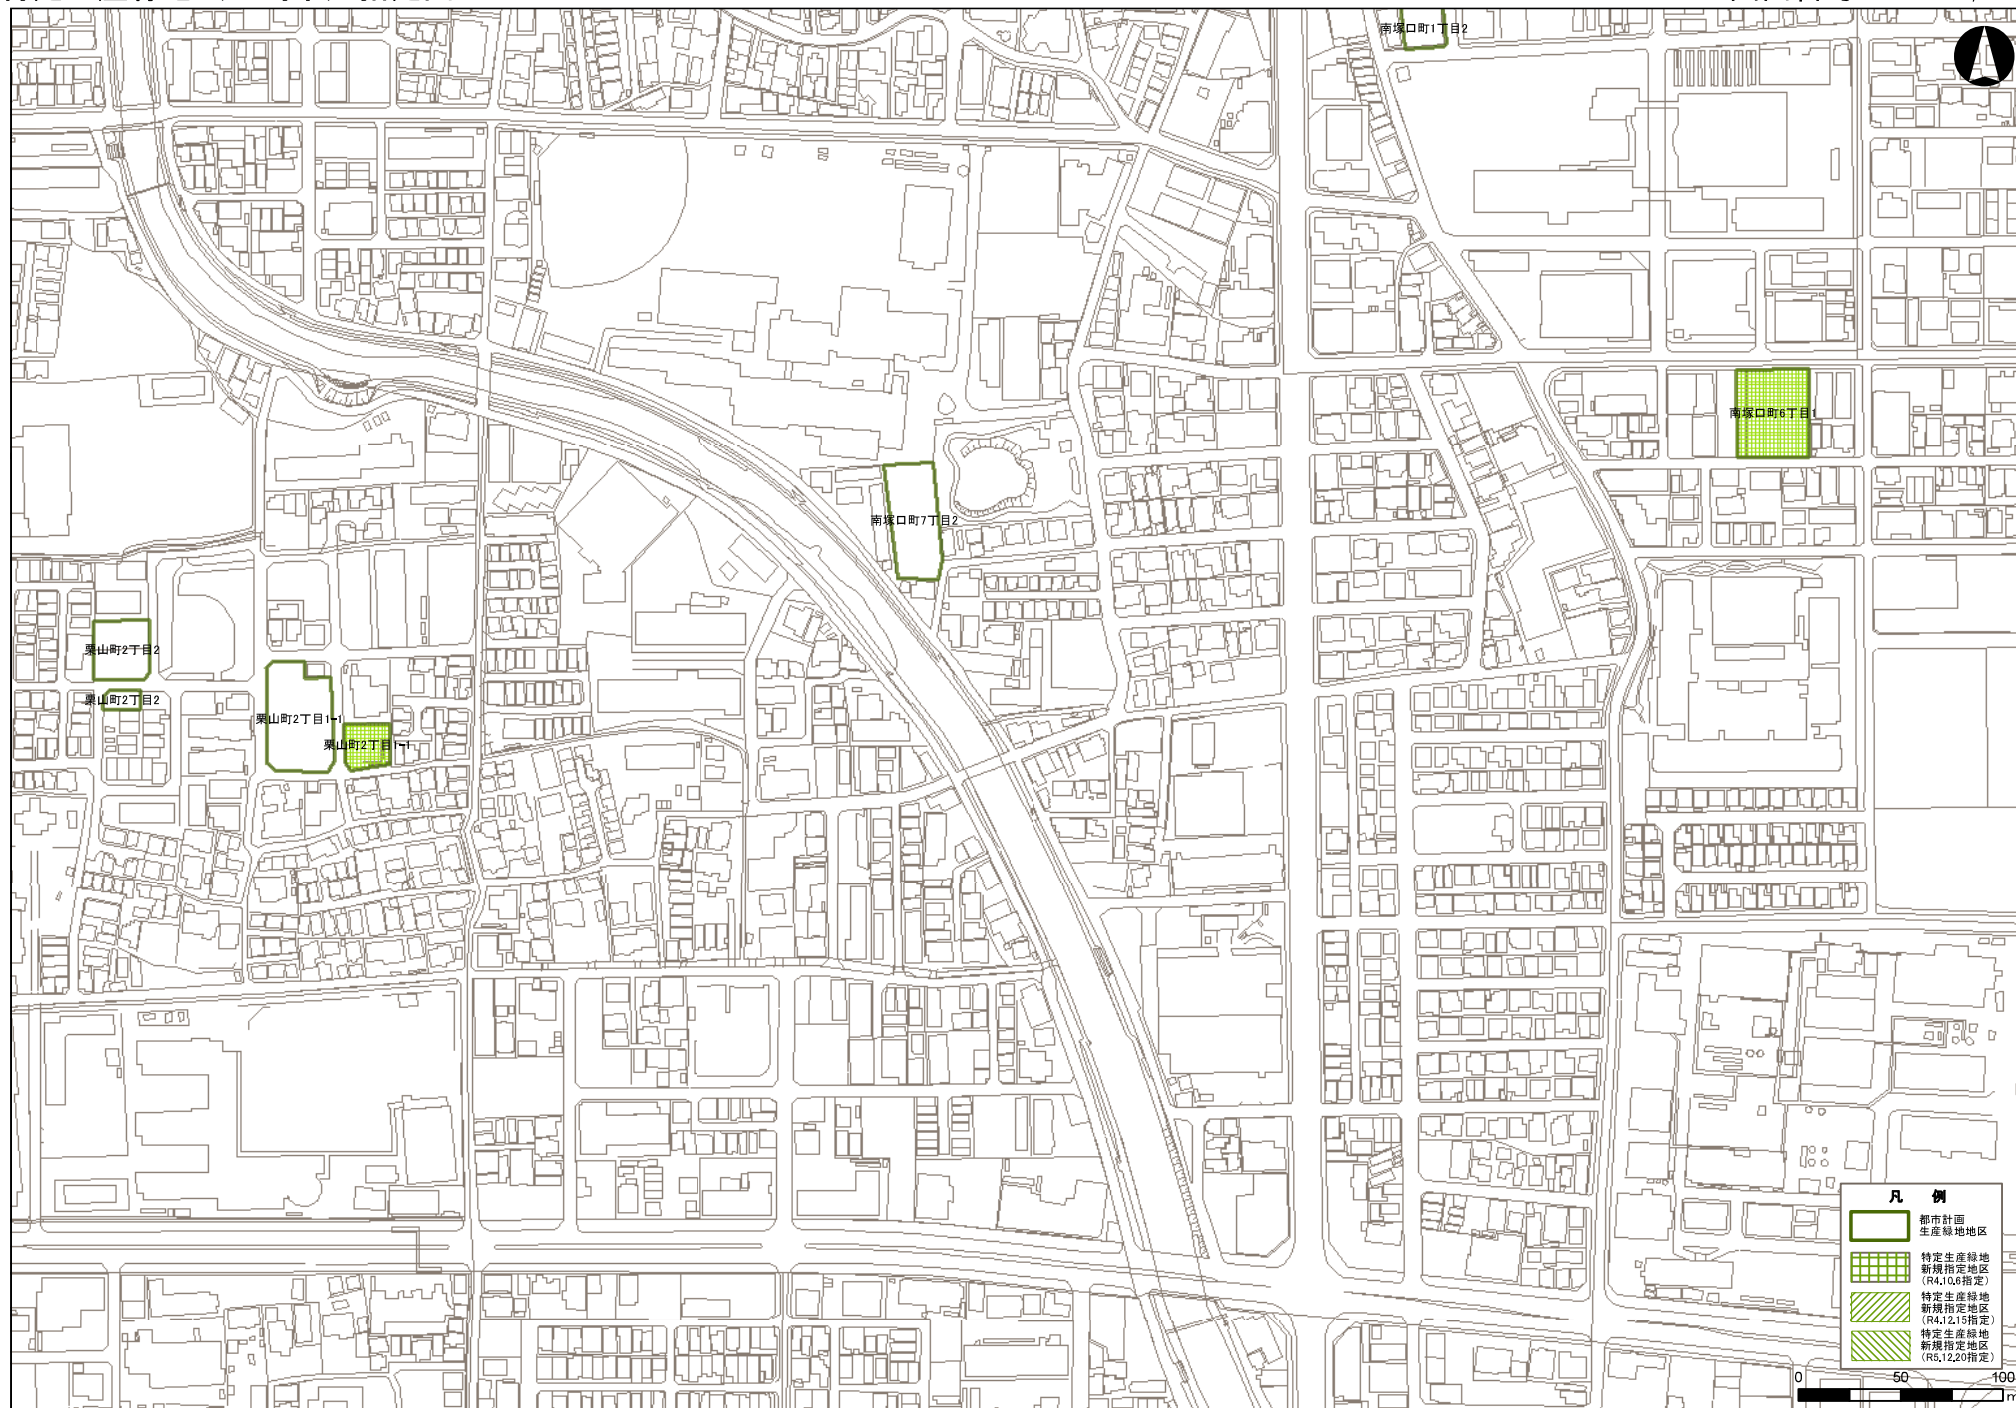 南塚口町1丁目2
南塚口町6丁目1
南塚口町7丁目2
栗山町2丁目2
栗山町2丁目2
栗山町2丁目1-1
栗山町2丁目1-1
凡 例
都市計画
生産緑地地区
特定生産緑地
新規指定地区
(R4.10.6指定)
特定生産緑地
新規指定地区
(R4.12.15指定)
特定生産緑地
新規指定地区
(R5.12.20指定)
0 50 100
m